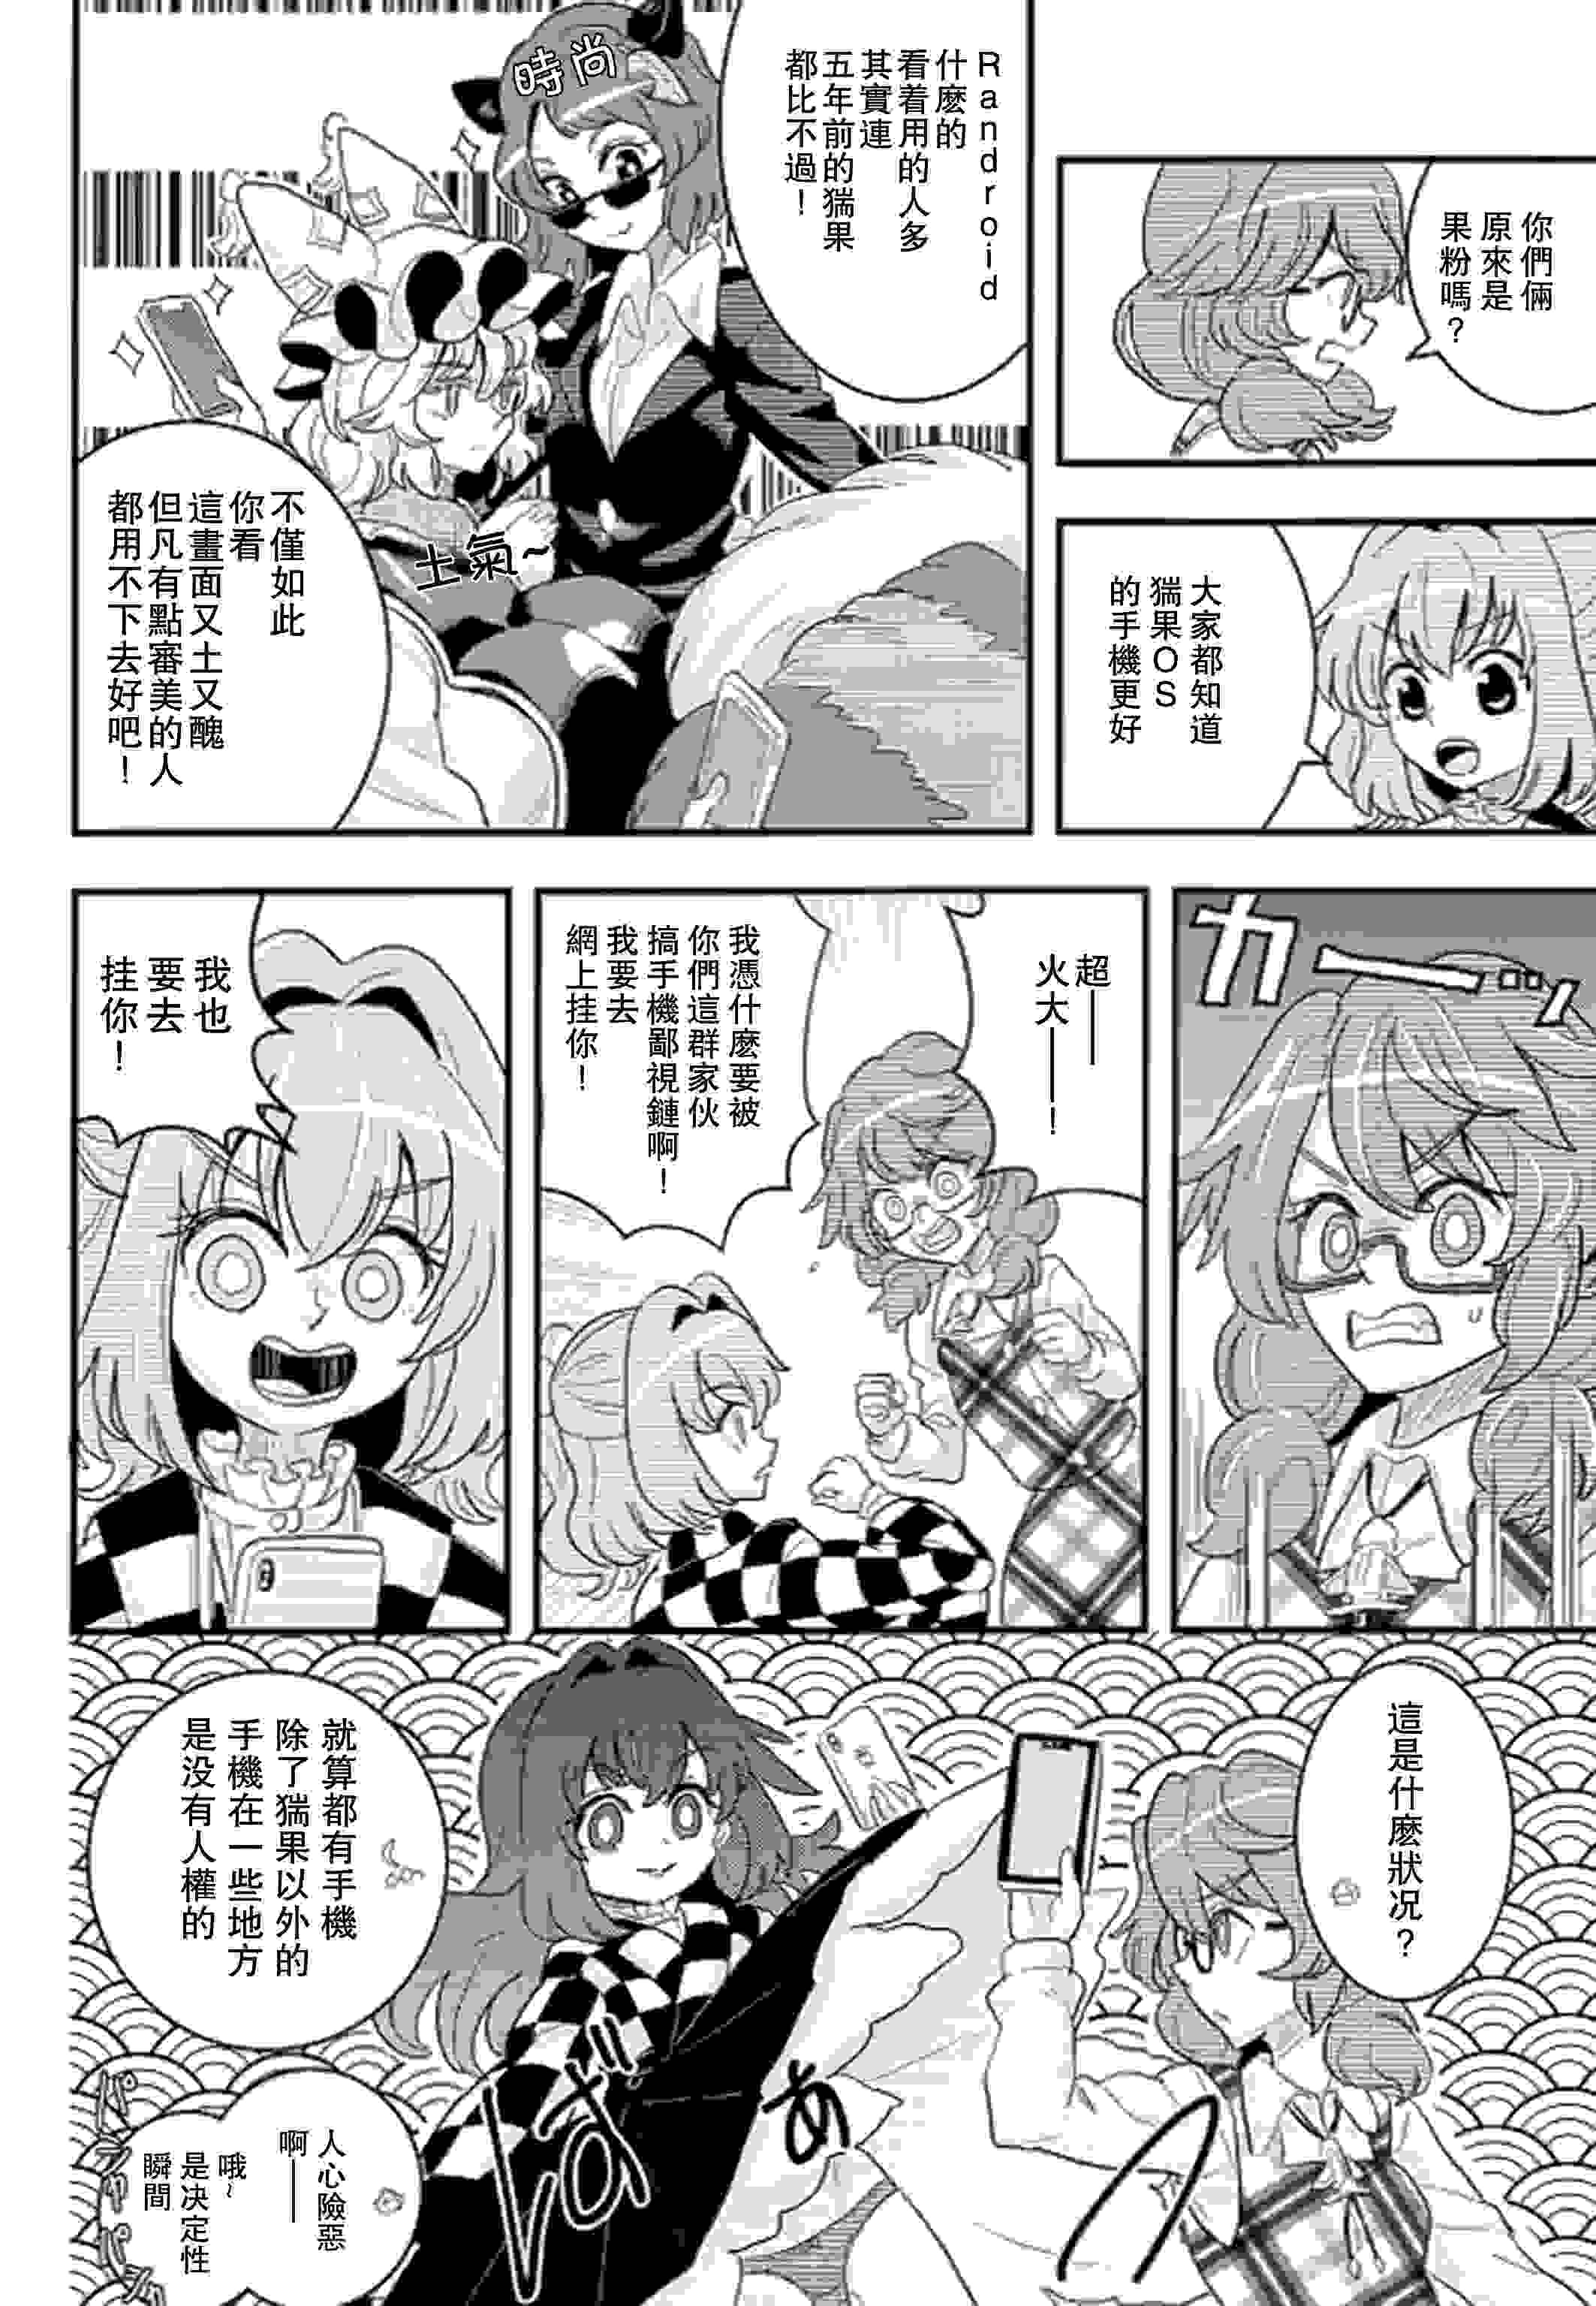 你們倆
原來是
果粉嗎？
大家都知道
猯果OS
的手機更好
Randroid
什麼的
看着用的人多
其實連
五年前的猯果
都比不過！
時尚
土氣~
不僅如此
你看
這畫面又土又醜
但凡有點審美的人
都用不下去好吧！
カーーッ
超——
火大——！
我憑什麼要被
你們這群家伙
搞手機鄙視鏈啊！
我要去
網上挂你！
我也
要去
挂你！
這是什麼狀況？
就算都有手機
除了猯果以外的
手機在一些地方
是没有人權的
人心險惡
啊——
哦~
是决定性
瞬間